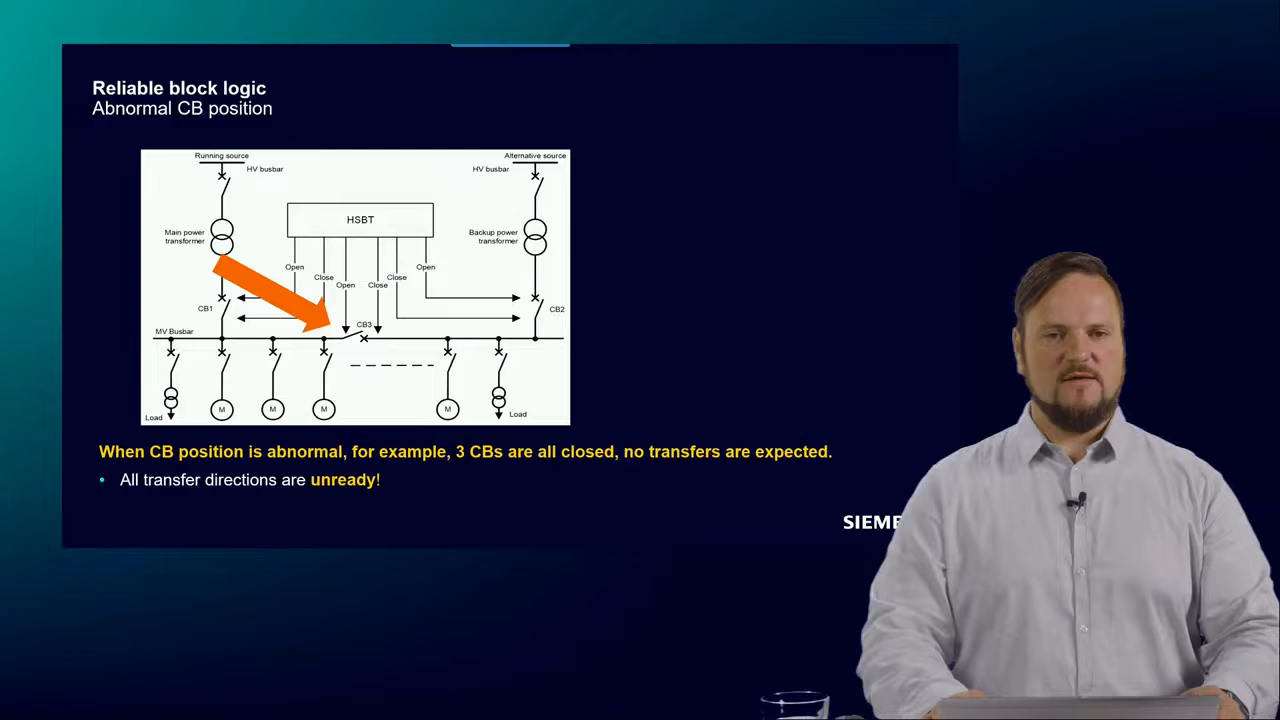 Reliable block logic
Abnormal CB position
Running source
Alternative source
HV busbar
HV busbar
HSBT
Main power
transformer
Backup power
transformer
Open
Close
Open
Close
Close
Open
CB1
CB3
CB2
MV Busbar
Load
M
M
M
M
Load
When CB position is abnormal, for example, 3 CBs are all closed, no transfers are expected.
• All transfer directions are unready!
SIEME